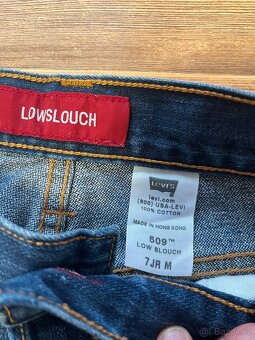 LOWSLOUCH
Levi's
levi.com
(800) USA-LEVI
100% COTTON
MADE IN HONG KONG
509™
LOW SLOUCH
7JR M